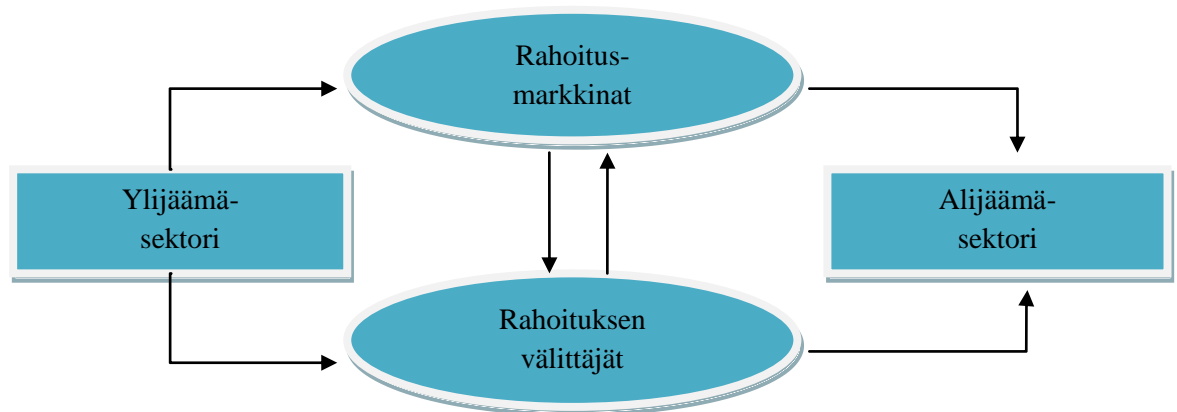 Rahoitus-
markkinat
Ylijäämä-
sektori
Alijäämä-
sektori
Rahoituksen
välittäjät